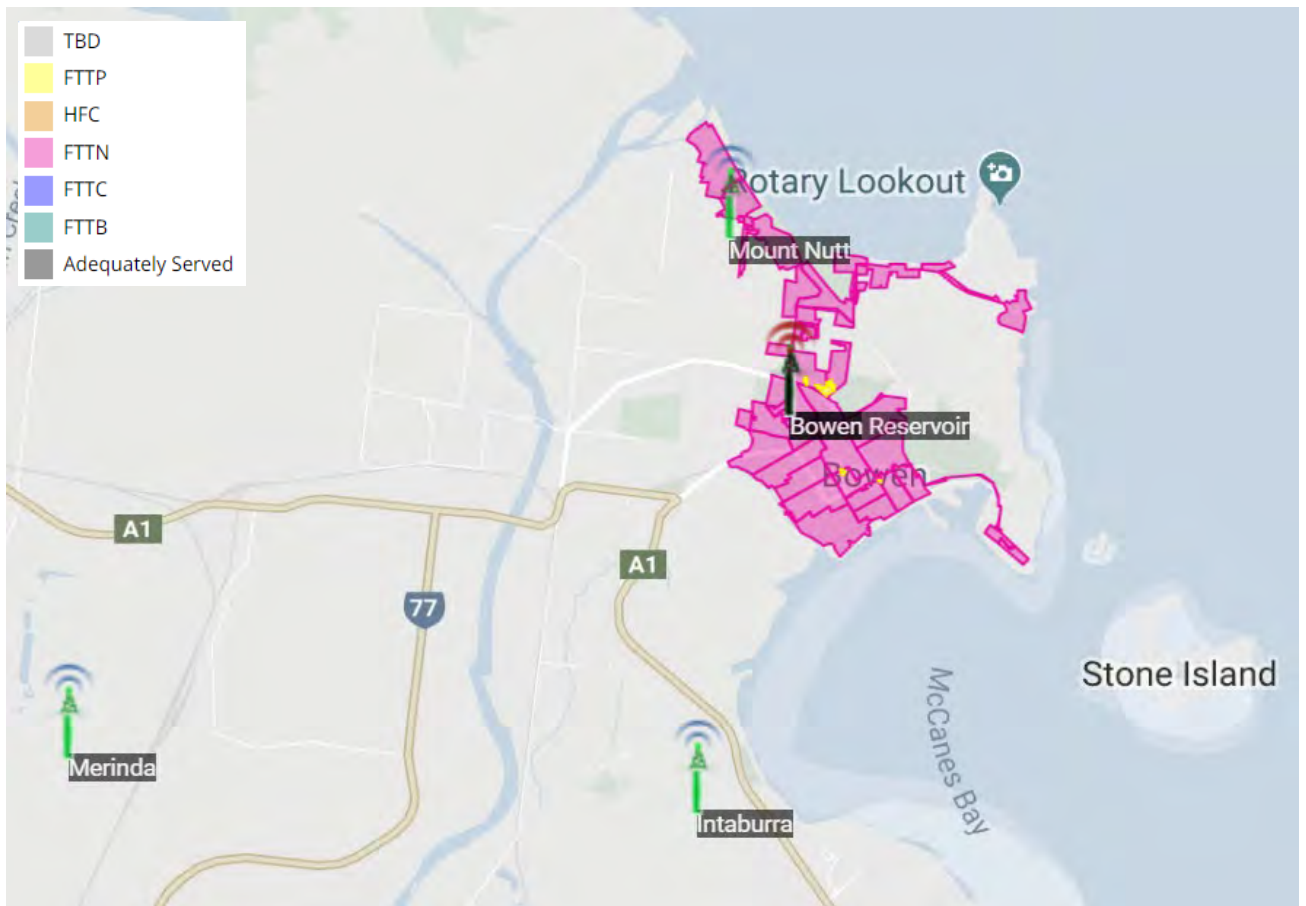 TBD
FTTP
HFC
FTTN
FTTC
FTTB
Adequately Served
Rotary Lookout
Mount Nutt
Bowen Reservoir
Bowen
A1
A1
77
Stone Island
McCanes Bay
Merinda
Intaburra